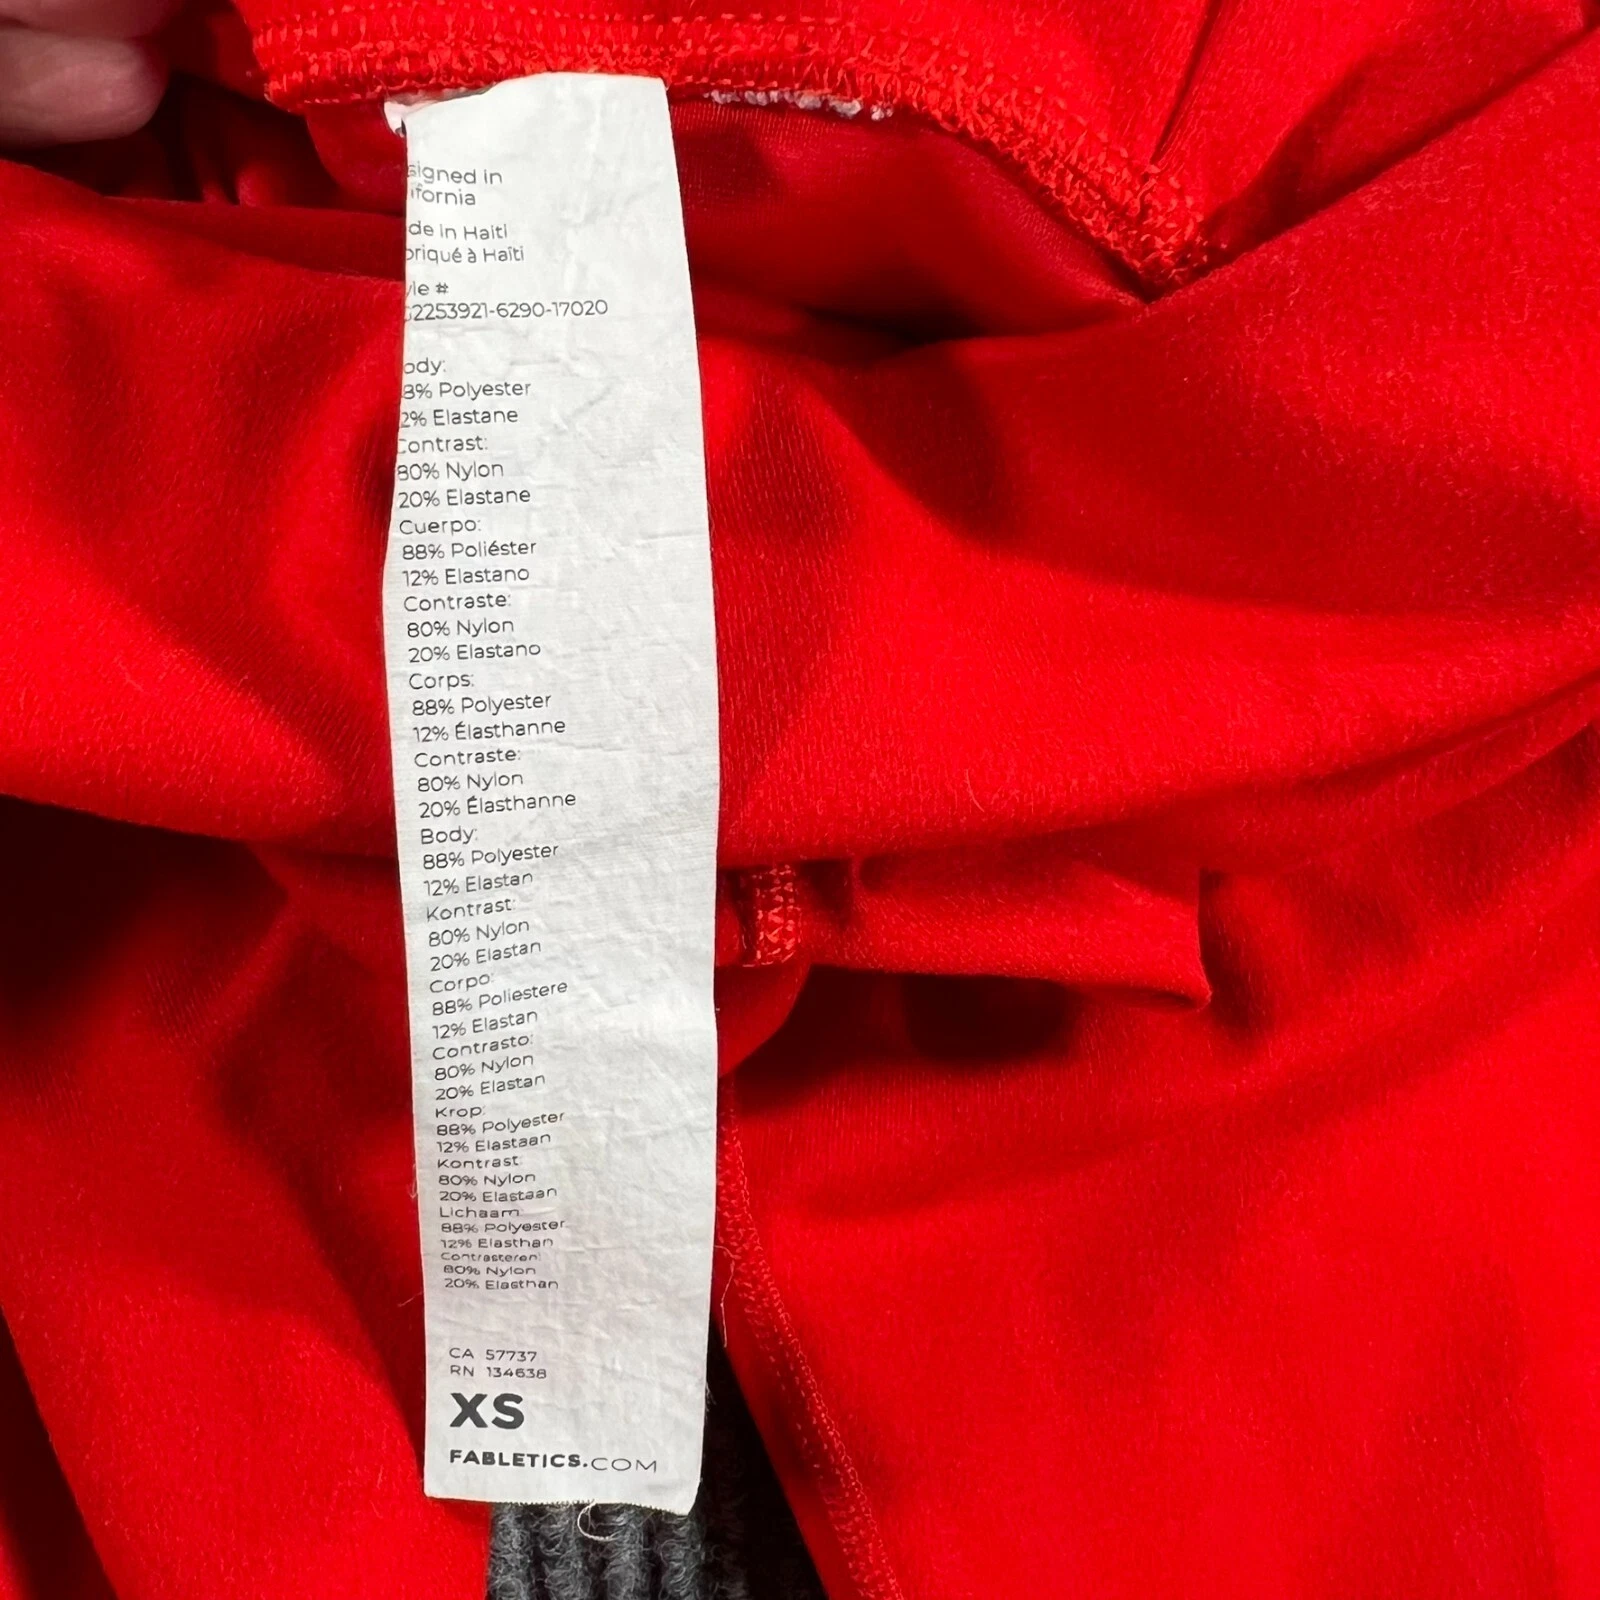 signed in
ifornia
de in Haiti
briqué à Haïti
yle #
2253921-6290-17020
ody:
8% Polyester
2% Elastane
Contrast:
80% Nylon
20% Elastane
Cuerpo:
88% Poliéster
12% Elastano
Contraste:
80% Nylon
20% Elastano
Corps:
88% Polyester
12% Élasthanne
Contraste:
80% Nylon
20% Élasthanne
Body:
88% Polyester
12% Elastan
Kontrast:
80% Nylon
20% Elastan
Corpo:
88% Poliestere
12% Elastan
Contrasto:
80% Nylon
20% Elastan
Krop:
88% Polyester
12% Elastaan
Kontrast:
80% Nylon
20% Elastaan
Lichaam:
88% Polyester
12% Elasthan
Contrasteren:
80% Nylon
20% Elasthan
CA 57737
RN 134638
XS
FABLETICS.COM